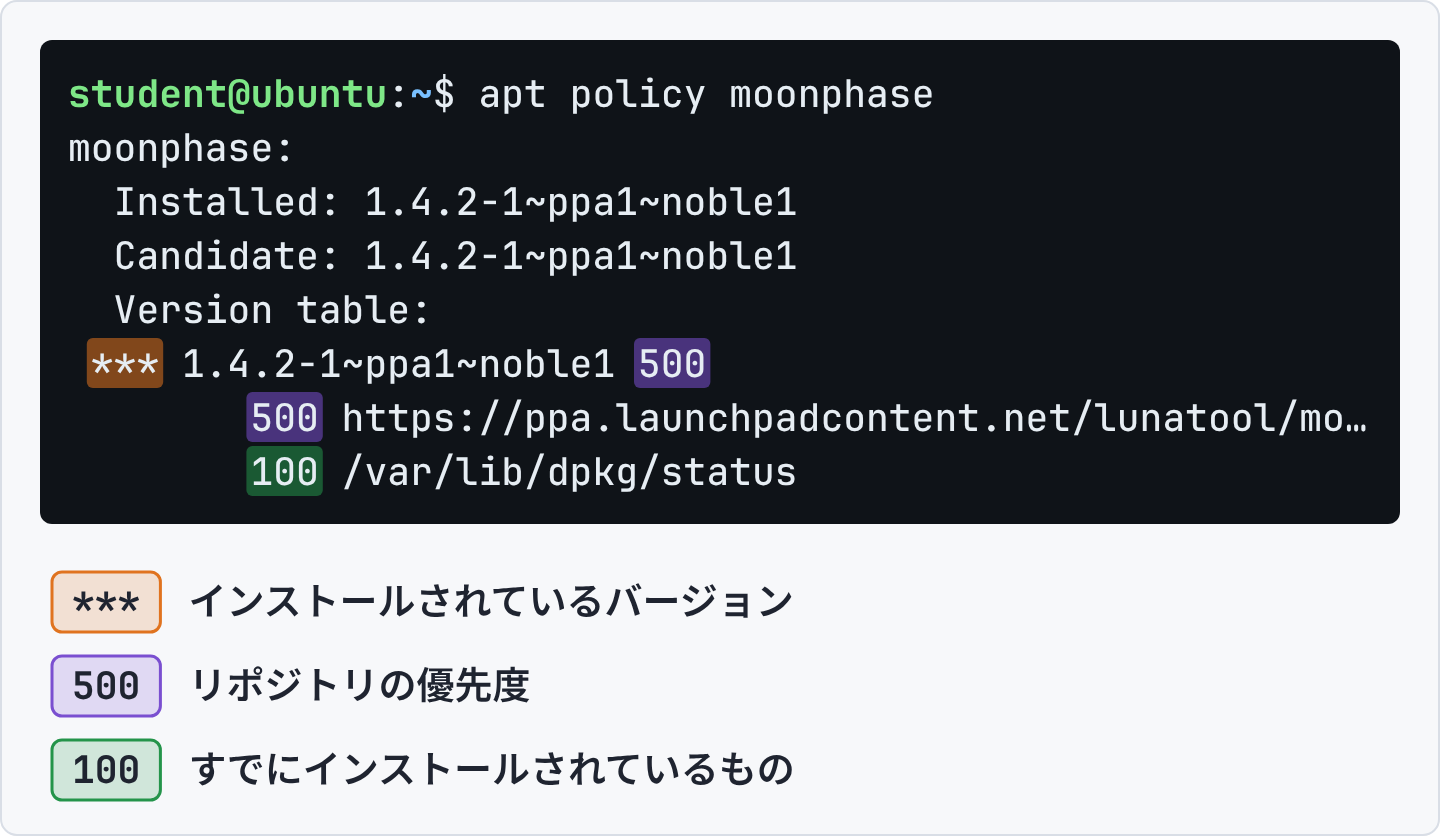 student@ubuntu:~$ apt policy moonphase
moonphase:
  Installed: 1.4.2-1~ppa1~noble1
  Candidate: 1.4.2-1~ppa1~noble1
  Version table:
 *** 1.4.2-1~ppa1~noble1 500
        500 https://ppa.launchpadcontent.net/lunatool/mo…
        100 /var/lib/dpkg/status
*** インストールされているバージョン
500 リポジトリの優先度
100 すでにインストールされているもの